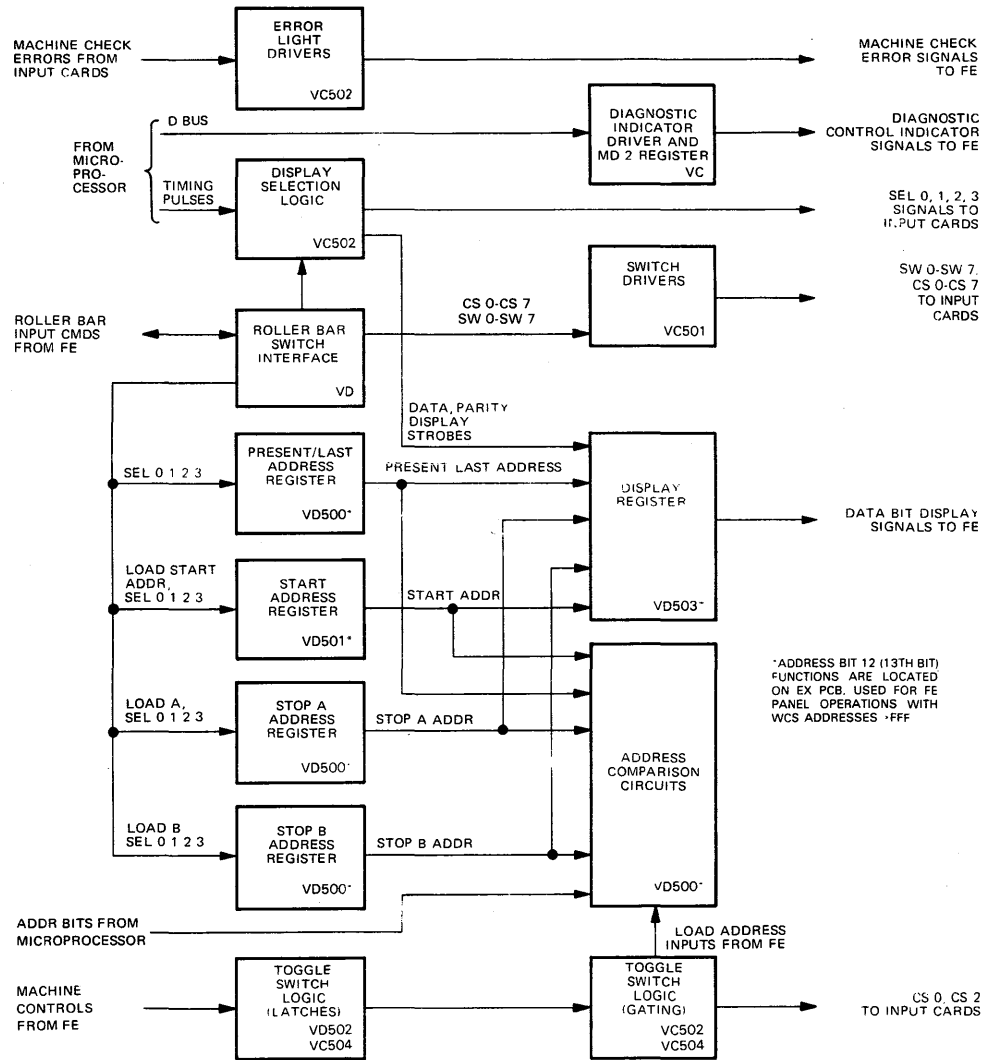 ERROR
LIGHT
DRIVERS
VC502
MACHINE CHECK
ERRORS FROM
INPUT CARDS
MACHINE CHECK
ERROR SIGNALS
TO FE
D BUS
DIAGNOSTIC
INDICATOR
DRIVER AND
MD 2 REGISTER
VC
DIAGNOSTIC
CONTROL INDICATOR
SIGNALS TO FE
FROM
MICRO-
PRO-
CESSOR
TIMING
PULSES
DISPLAY
SELECTION
LOGIC
VC502
SEL 0, 1, 2, 3
SIGNALS TO
INPUT CARDS
SWITCH
DRIVERS
VC501
SW 0-SW 7,
CS 0-CS 7
TO INPUT
CARDS
CS 0-CS 7
SW 0-SW 7
ROLLER BAR
INPUT CMDS
FROM FE
ROLLER BAR
SWITCH
INTERFACE
VD
DATA, PARITY
DISPLAY
STROBES
SEL 0 1 2 3
PRESENT/LAST
ADDRESS
REGISTER
VD500*
PRESENT LAST ADDRESS
DISPLAY
REGISTER
VD503*
DATA BIT DISPLAY
SIGNALS TO FE
LOAD START
ADDR,
SEL 0 1 2 3
START
ADDRESS
REGISTER
VD501*
START ADDR
LOAD A,
SEL 0 1 2 3
STOP A
ADDRESS
REGISTER
VD500*
STOP A ADDR
ADDRESS
COMPARISON
CIRCUITS
VD500*
*ADDRESS BIT 12 (13TH BIT)
FUNCTIONS ARE LOCATED
ON EX PCB. USED FOR FE
PANEL OPERATIONS WITH
WCS ADDRESSES >FFF
LOAD B
SEL 0 1 2 3
STOP B
ADDRESS
REGISTER
VD500*
STOP B ADDR
ADDR BITS FROM
MICROPROCESSOR
LOAD ADDRESS
INPUTS FROM FE
MACHINE
CONTROLS
FROM FE
TOGGLE
SWITCH
LOGIC
(LATCHES)
VD502
VC504
TOGGLE
SWITCH
LOGIC
(GATING)
VC502
VC504
CS 0, CS 2
TO INPUT CARDS